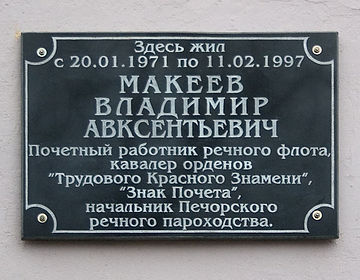 Здесь жил
с 20.01.1971 по 11.02.1997
МАКЕЕВ
ВЛАДИМИР
АВКСЕНТЬЕВИЧ
Почетный работник речного флота,
кавалер орденов
"Трудового Красного Знамени",
"Знак Почета",
начальник Печорского
речного пароходства.